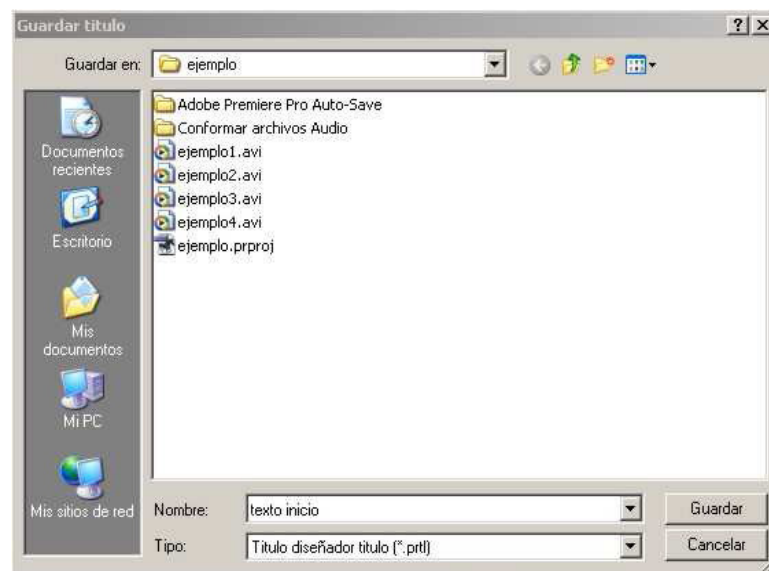 Guardar titulo
Guardar en:
ejemplo
Documentos
recientes
Escritorio
Mis
documentos
Mi PC
Mis sitios de red
Adobe Premiere Pro Auto-Save
Conformar archivos Audio
ejemplo1.avi
ejemplo2.avi
ejemplo3.avi
ejemplo4.avi
ejemplo.prproj
Nombre: texto inicio Guardar
Tipo: Titulo diseñador titulo (*.prtl) Cancelar